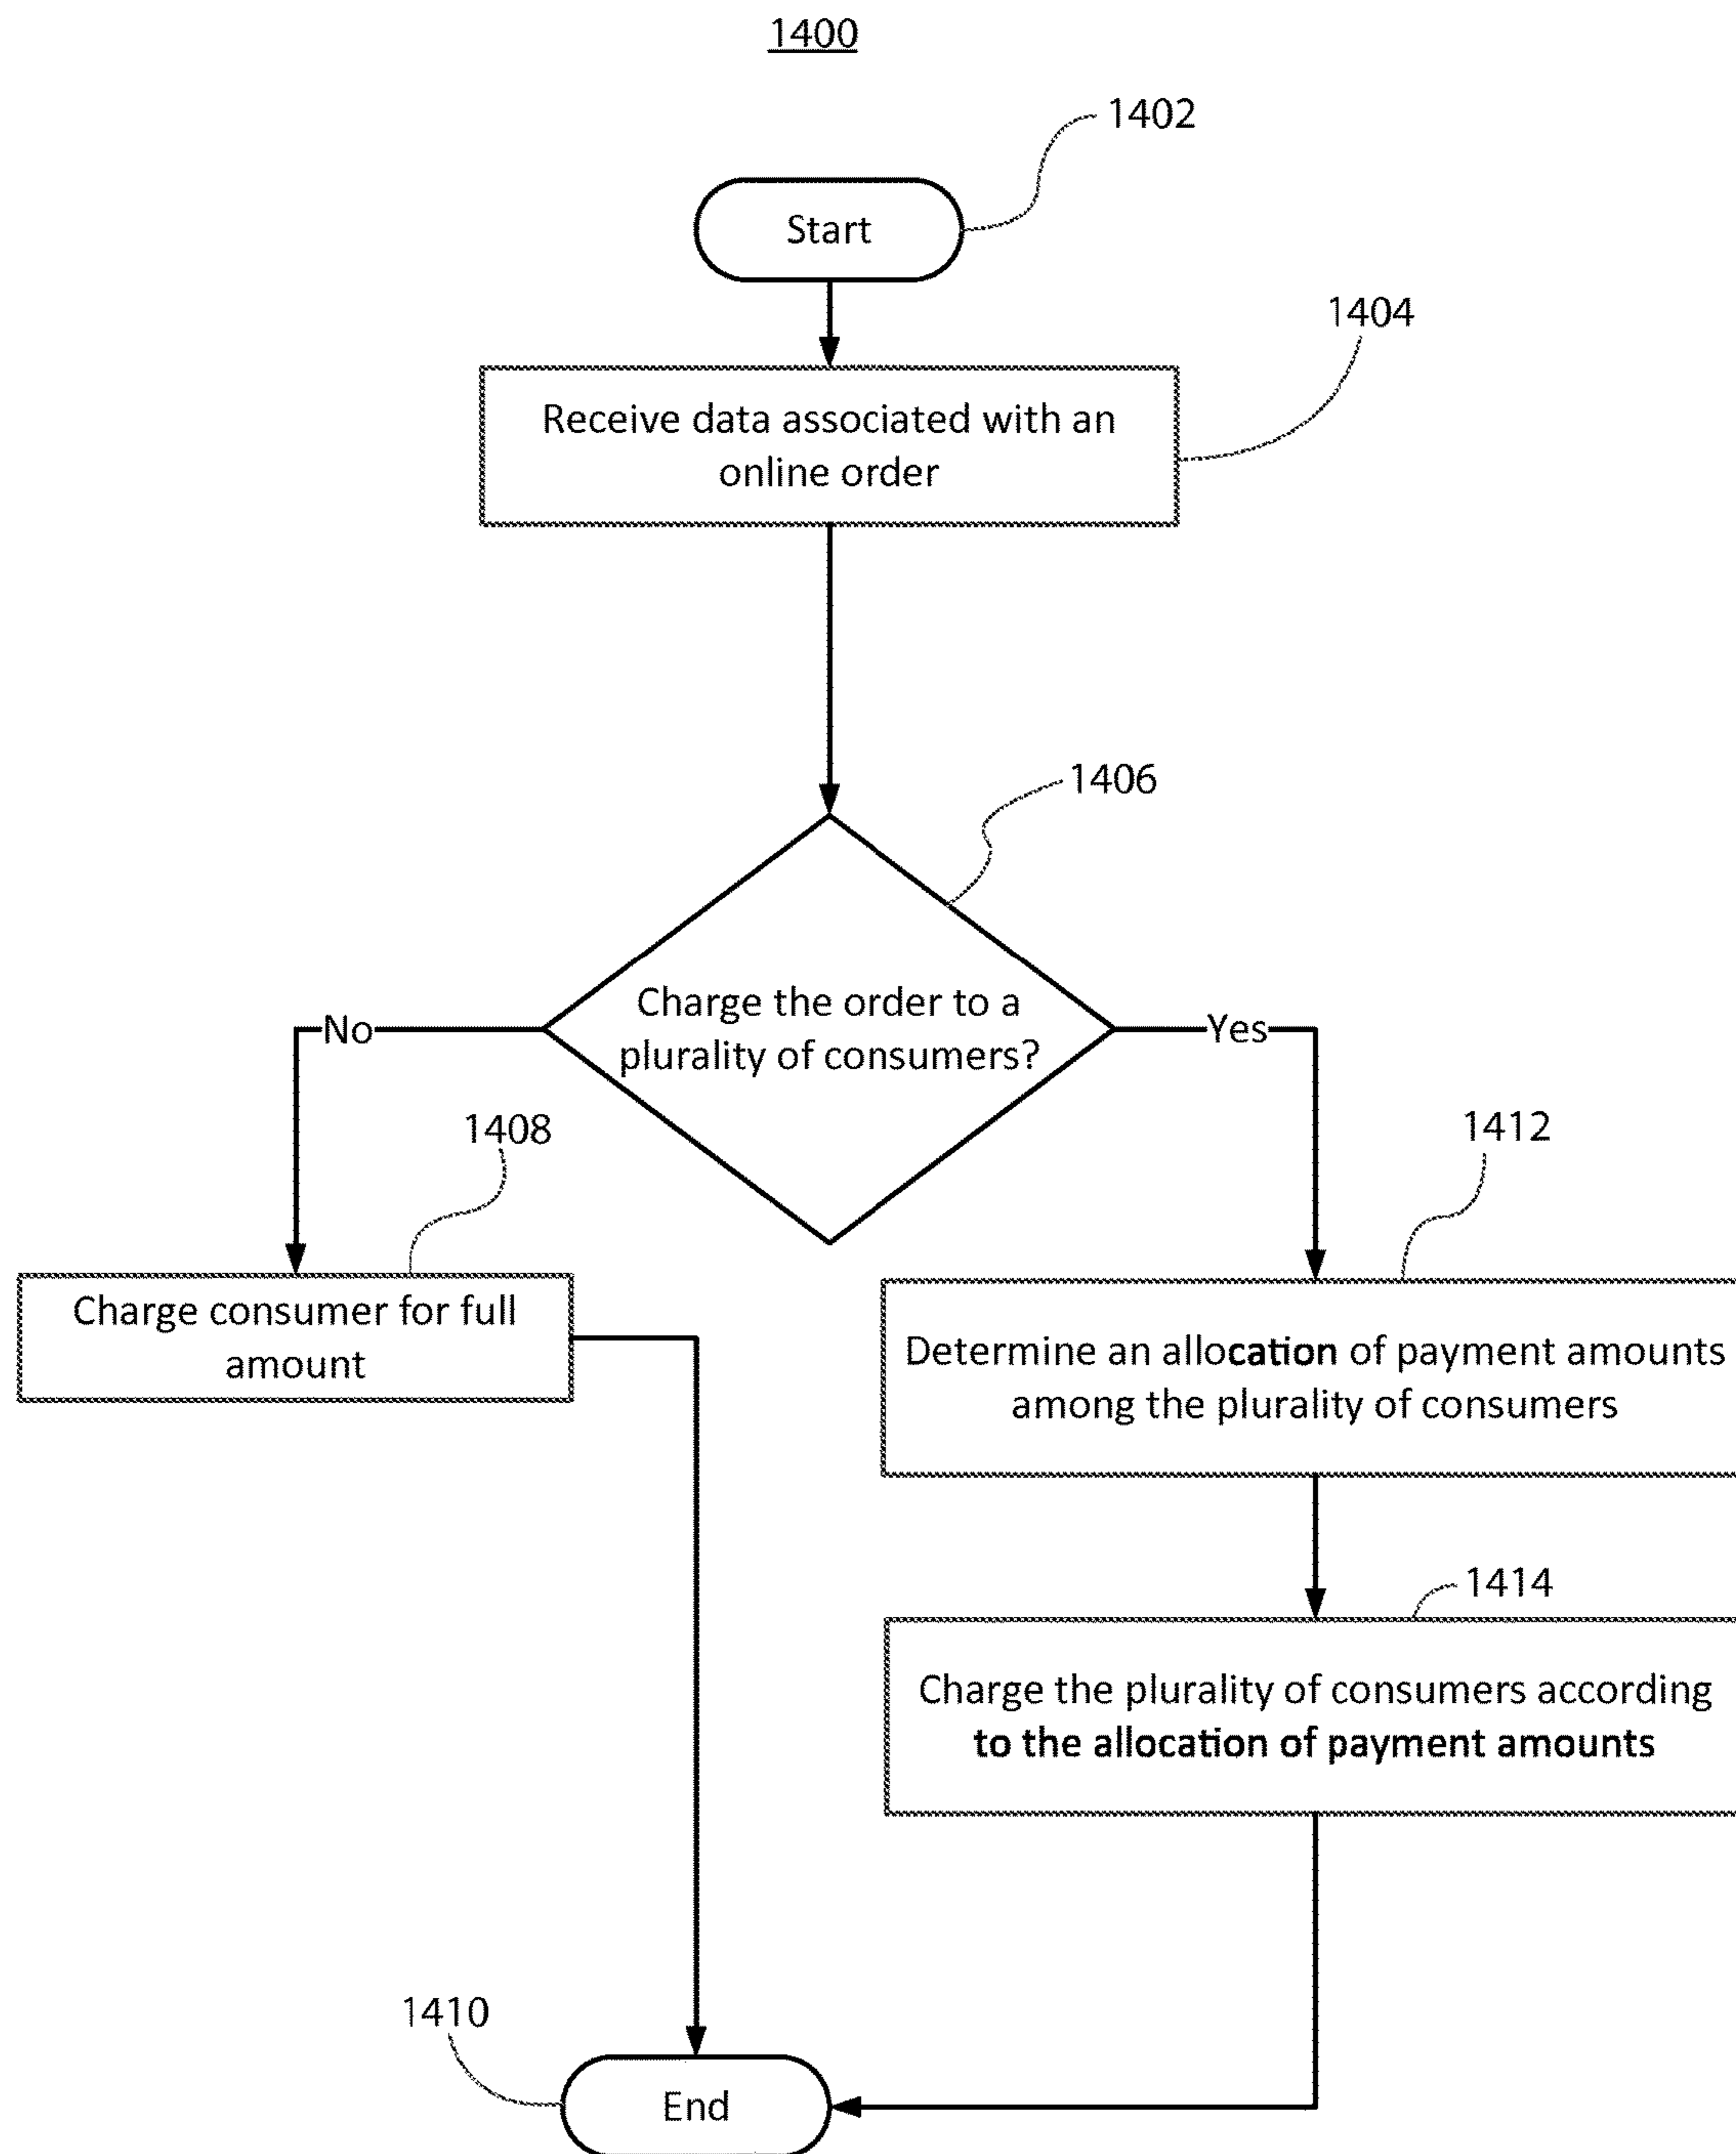 1400
1402
Start
1404
Receive data associated with an
online order
1406
Charge the order to a
plurality of consumers?
No
Yes
1408
1412
Charge consumer for full
amount
Determine an allocation of payment amounts
among the plurality of consumers
1414
Charge the plurality of consumers according
to the allocation of payment amounts
1410
End